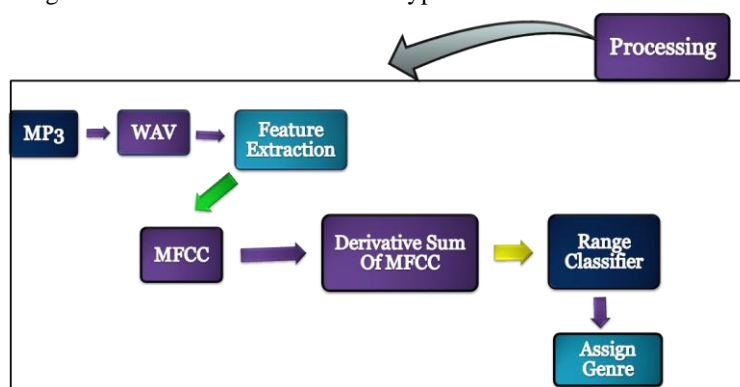 Processing
MP3
WAV
Feature
Extraction
MFCC
Derivative Sum
Of MFCC
Range
Classifier
Assign
Genre